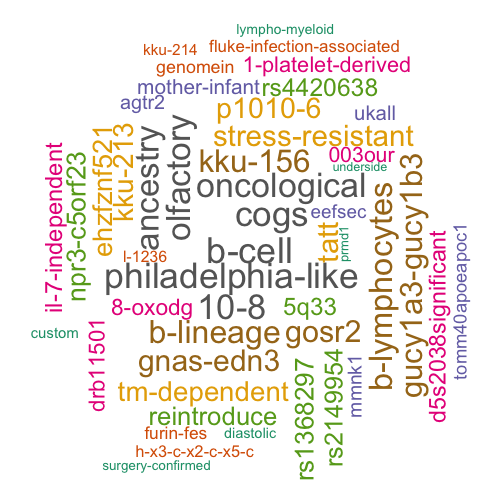 lympho-myeloid
kku-214
fluke-infection-associated
genomein
1-platelet-derived
mother-infant
rs4420638
agtr2
p1010-6
ukall
stress-resistant
ancestry
olfactory
kku-213
ehzfznf521
kku-156
003our
underside
il-7-independent
npr3-c5orf23
oncological
cogs
eefsec
b-cell
tatt
prmd1
b-lymphocytes
gucy1a3-gucy1b3
l-1236
philadelphia-like
8-oxodg
10-8
5q33
d5s2038significant
tomm40apoeapoc1
custom
drb11501
b-lineage
gosr2
gnas-edn3
mmnk1
tm-dependent
rs1368297
rs2149954
reintroduce
furin-fes
diastolic
h-x3-c-x2-c-x5-c
surgery-confirmed